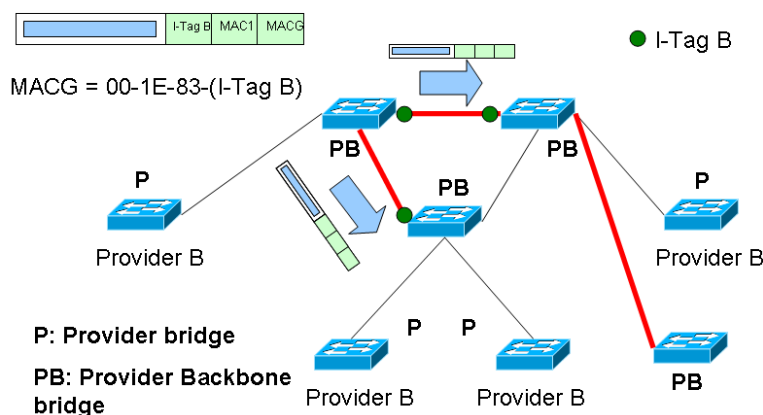 I-Tag B MAC1 MACG
I-Tag B
MACG = 00-1E-83-(I-Tag B)
PB
PB
P
PB
P
Provider B
Provider B
P: Provider bridge
P
P
PB: Provider Backbone
bridge
Provider B
Provider B
PB